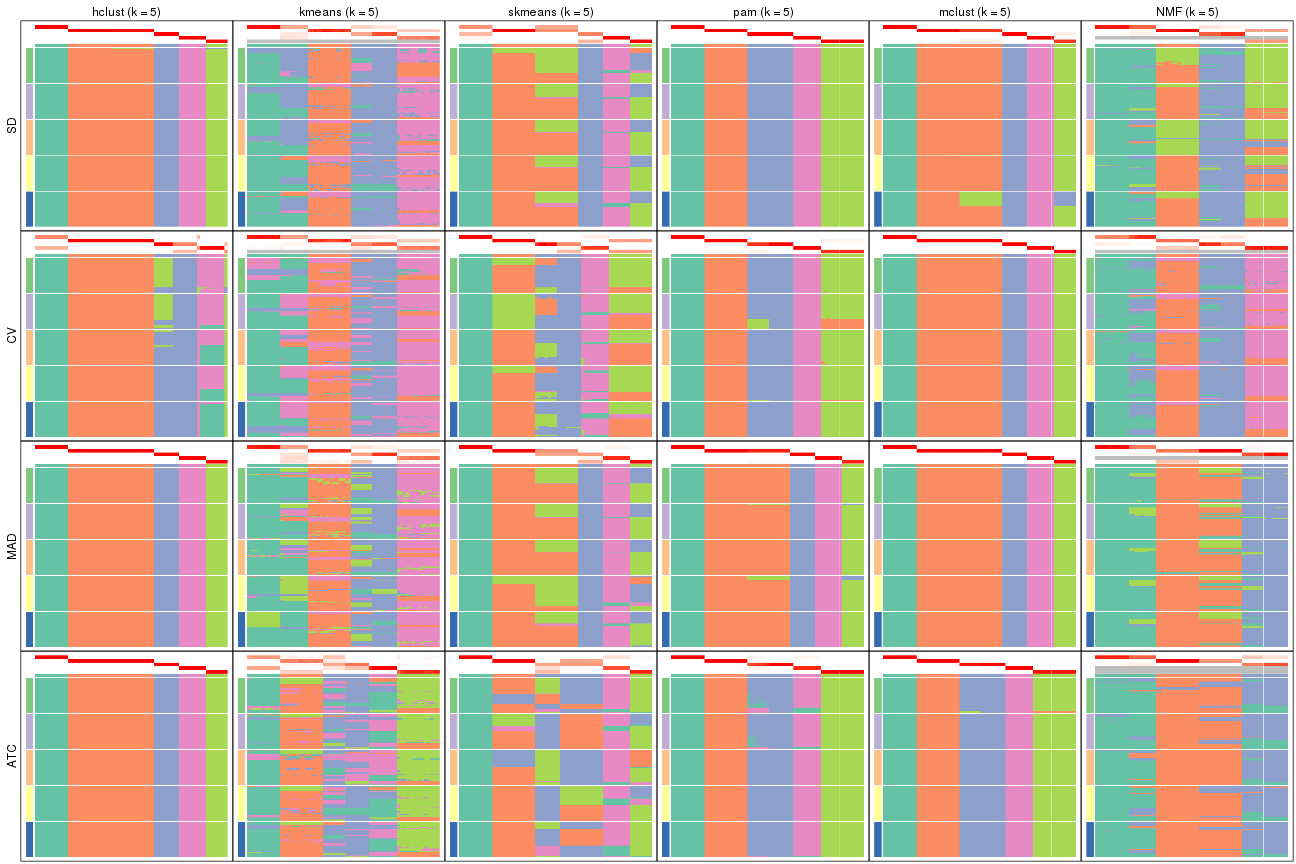 hclust (k = 5) kmeans (k = 5) skmeans (k = 5) pam (k = 5) mclust (k = 5) NMF (k = 5)
SD
CV
MAD
ATC